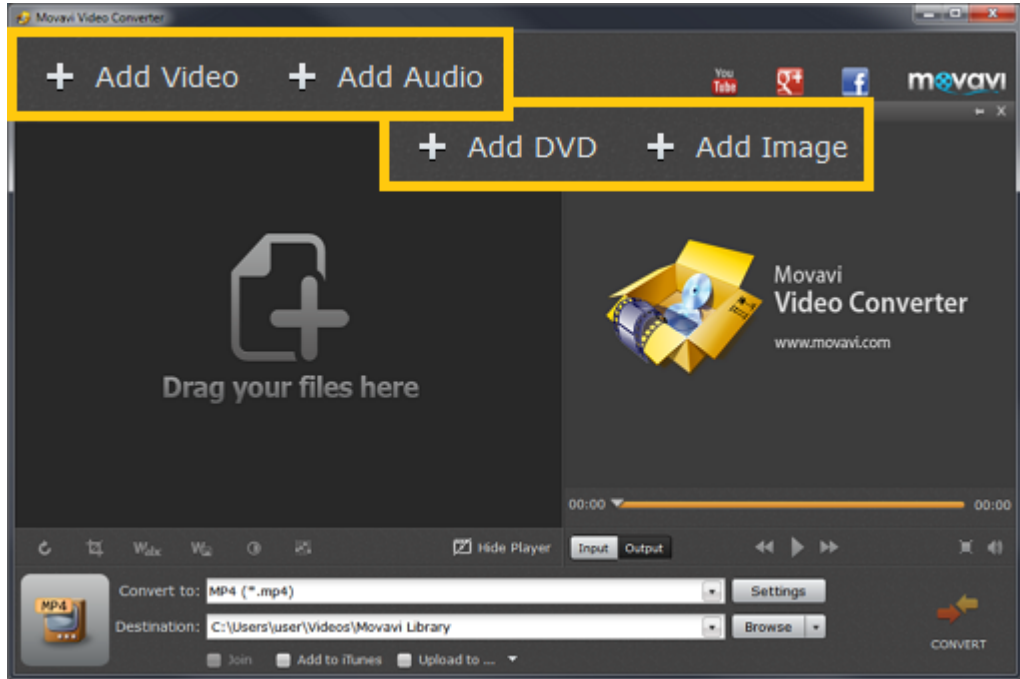 Movavi Video Converter
+ Add Video + Add Audio
You Tube g+ f movavi
+ Add DVD + Add Image
Drag your files here
Movavi
Video Converter
www.movavi.com
00:00 00:00
Wabc Hide Player Input Output
MP4
Convert to: MP4 (*.mp4) Settings
Destination: C:\Users\user\Videos\Movavi Library Browse
CONVERT
Join Add to iTunes Upload to ...